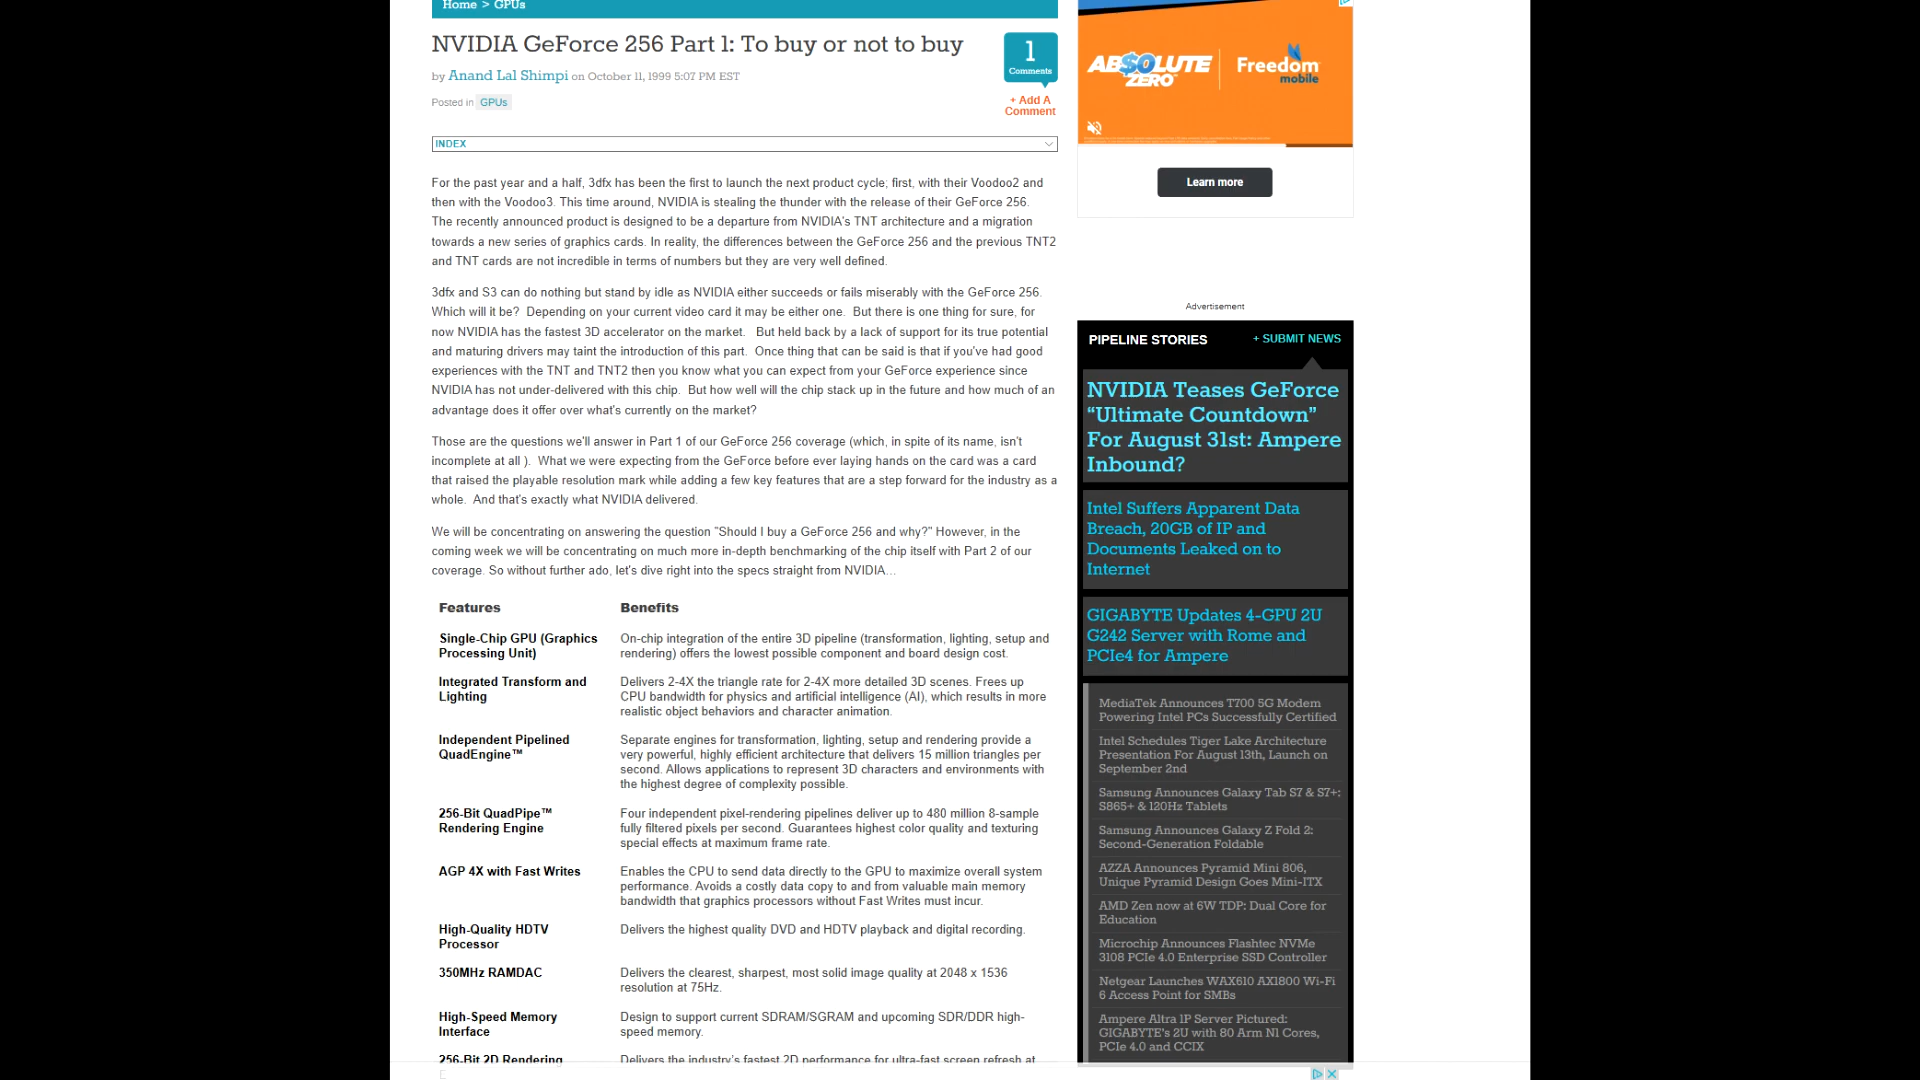 Home > GPUs
NVIDIA GeForce 256 Part 1: To buy or not to buy
by Anand Lal Shimpi on October 11, 1999 5:07 PM EST
Posted in GPUs
1
Comments
+ Add A
Comment
INDEX
For the past year and a half, 3dfx has been the first to launch the next product cycle; first, with their Voodoo2 and
then with the Voodoo3. This time around, NVIDIA is stealing the thunder with the release of their GeForce 256.
The recently announced product is designed to be a departure from NVIDIA's TNT architecture and a migration
towards a new series of graphics cards. In reality, the differences between the GeForce 256 and the previous TNT2
and TNT cards are not incredible in terms of numbers but they are very well defined.
3dfx and S3 can do nothing but stand by idle as NVIDIA either succeeds or fails miserably with the GeForce 256.
Which will it be? Depending on your current video card it may be either one. But there is one thing for sure, for
now NVIDIA has the fastest 3D accelerator on the market. But held back by a lack of support for its true potential
and maturing drivers may taint the introduction of this part. Once thing that can be said is that if you've had good
experiences with the TNT and TNT2 then you know what you can expect from your GeForce experience since
NVIDIA has not under-delivered with this chip. But how well will the chip stack up in the future and how much of an
advantage does it offer over what's currently on the market?
Those are the questions we'll answer in Part 1 of our GeForce 256 coverage (which, in spite of its name, isn't
incomplete at all ). What we were expecting from the GeForce before ever laying hands on the card was a card
that raised the playable resolution mark while adding a few key features that are a step forward for the industry as a
whole. And that's exactly what NVIDIA delivered.
We will be concentrating on answering the question "Should I buy a GeForce 256 and why?" However, in the
coming week we will be concentrating on much more in-depth benchmarking of the chip itself with Part 2 of our
coverage. So without further ado, let's dive right into the specs straight from NVIDIA...
Features Benefits
Single-Chip GPU (Graphics
Processing Unit)
On-chip integration of the entire 3D pipeline (transformation, lighting, setup and
rendering) offers the lowest possible component and board design cost.
Integrated Transform and
Lighting
Delivers 2-4X the triangle rate for 2-4X more detailed 3D scenes. Frees up
CPU bandwidth for physics and artificial intelligence (AI), which results in more
realistic object behaviors and character animation.
Independent Pipelined
QuadEngine™
Separate engines for transformation, lighting, setup and rendering provide a
very powerful, highly efficient architecture that delivers 15 million triangles per
second. Allows applications to represent 3D characters and environments with
the highest degree of complexity possible.
256-Bit QuadPipe™
Rendering Engine
Four independent pixel-rendering pipelines deliver up to 480 million 8-sample
fully filtered pixels per second. Guarantees highest color quality and texturing
special effects at maximum frame rate.
AGP 4X with Fast Writes
Enables the CPU to send data directly to the GPU to maximize overall system
performance. Avoids a costly data copy to and from valuable main memory
bandwidth that graphics processors without Fast Writes must incur.
High-Quality HDTV
Processor
Delivers the highest quality DVD and HDTV playback and digital recording.
350MHz RAMDAC
Delivers the clearest, sharpest, most solid image quality at 2048 x 1536
resolution at 75Hz.
High-Speed Memory
Interface
Design to support current SDRAM/SGRAM and upcoming SDR/DDR high-
speed memory.
256-Bit 2D Rendering
Delivers the industry's fastest 2D performance for ultra-fast screen refresh at
ABSOLUTE
ZERO
Freedom
mobile
Learn more
Advertisement
PIPELINE STORIES
+ SUBMIT NEWS
NVIDIA Teases GeForce
“Ultimate Countdown”
For August 31st: Ampere
Inbound?
Intel Suffers Apparent Data
Breach, 20GB of IP and
Documents Leaked on to
Internet
GIGABYTE Updates 4-GPU 2U
G242 Server with Rome and
PCIe4 for Ampere
MediaTek Announces T700 5G Modem
Powering Intel PCs Successfully Certified
Intel Schedules Tiger Lake Architecture
Presentation For August 13th, Launch on
September 2nd
Samsung Announces Galaxy Tab S7 & S7+:
S865+ & 120Hz Tablets
Samsung Announces Galaxy Z Fold 2:
Second-Generation Foldable
AZZA Announces Pyramid Mini 806,
Unique Pyramid Design Goes Mini-ITX
AMD Zen now at 6W TDP: Dual Core for
Education
Microchip Announces Flashtec NVMe
3108 PCIe 4.0 Enterprise SSD Controller
Netgear Launches WAX610 AX1800 Wi-Fi
6 Access Point for SMBs
Ampere Altra 1P Server Pictured:
GIGABYTE's 2U with 80 Arm N1 Cores,
PCIe 4.0 and CCIX